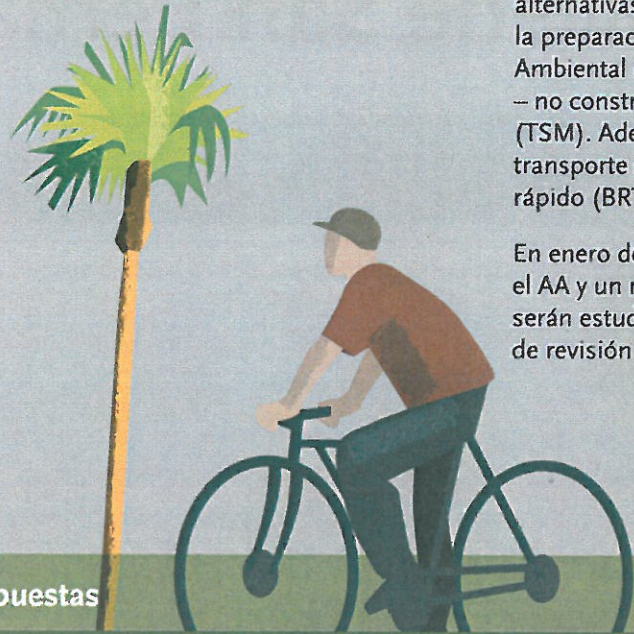 alternativas
la preparac
Ambiental
– no constr
(TSM). Ade
transporte
rápido (BR
En enero d
el AA y un
serán estud
de revisión
puestas